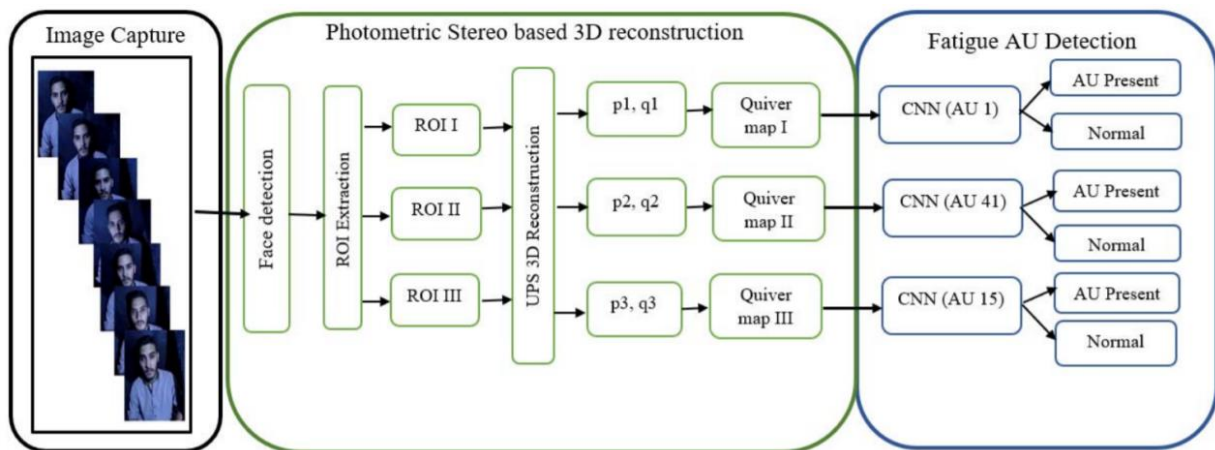 Image Capture
Photometric Stereo based 3D reconstruction
Fatigue AU Detection
Face detection
ROI Extraction
ROI I
ROI II
ROI III
UPS 3D Reconstruction
p1, q1
p2, q2
p3, q3
Quiver
map I
Quiver
map II
Quiver
map III
CNN (AU 1)
AU Present
Normal
CNN (AU 41)
AU Present
Normal
CNN (AU 15)
AU Present
Normal